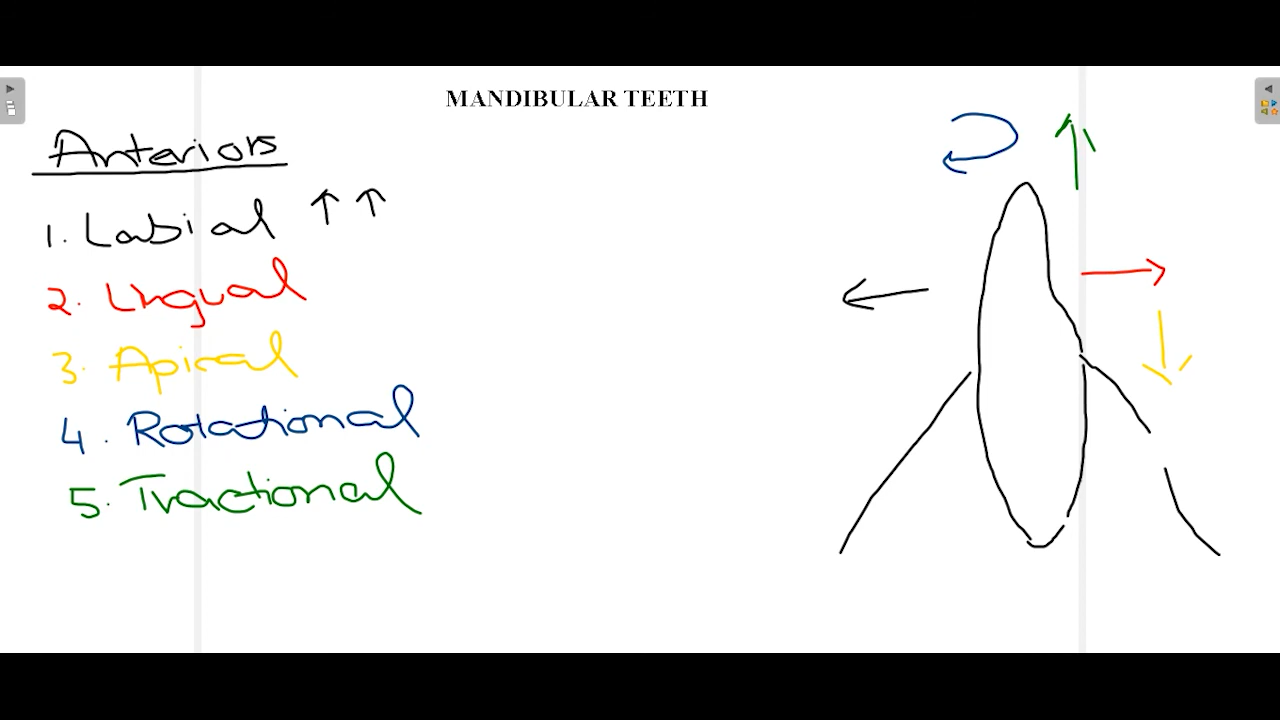 MANDIBULAR TEETH
Anteriors
1. Labial ↑ ↑
2. Lingual
3. Apical
4. Rotational
5. Tractional